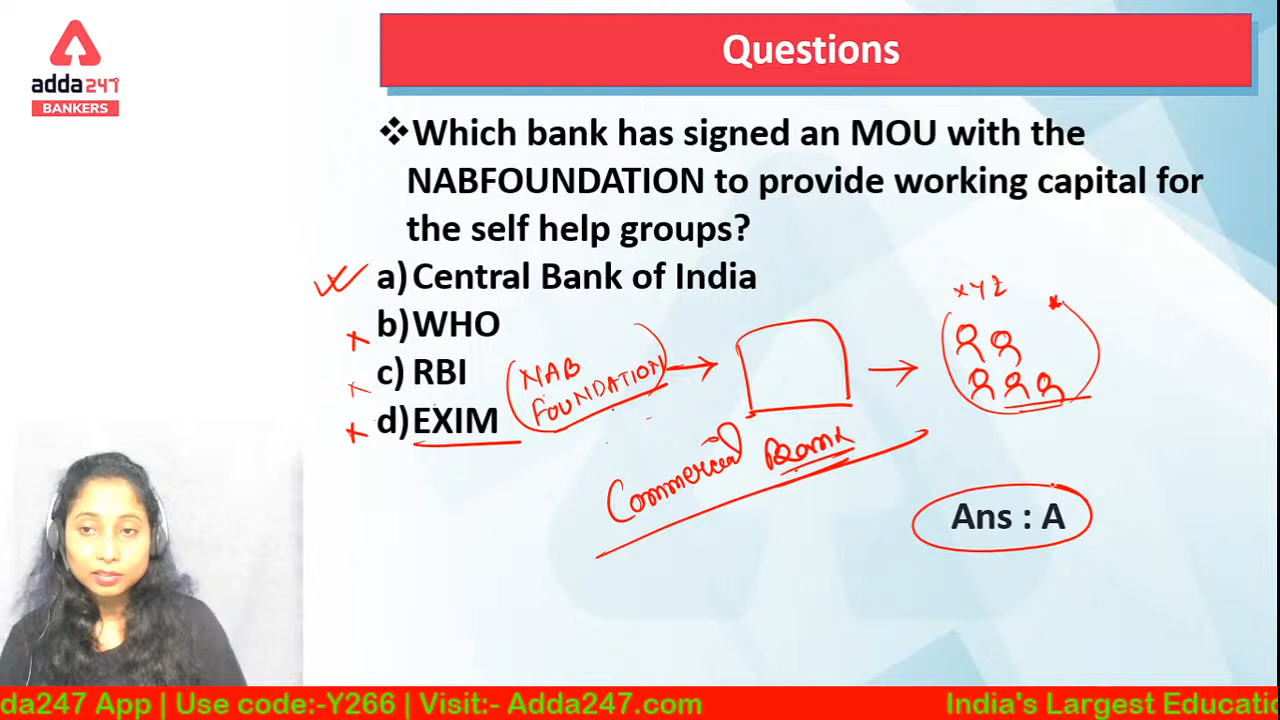 adda247
BANKERS
Questions
❖Which bank has signed an MOU with the
NABFOUNDATION to provide working capital for
the self help groups?
a)Central Bank of India
b)WHO
c) RBI
d)EXIM
NAB
FOUNDATION
XYZ
Commercial Bank
Ans : A
da247 App | Use code:-Y266 | Visit:- Adda247.com
India's Largest Educatio